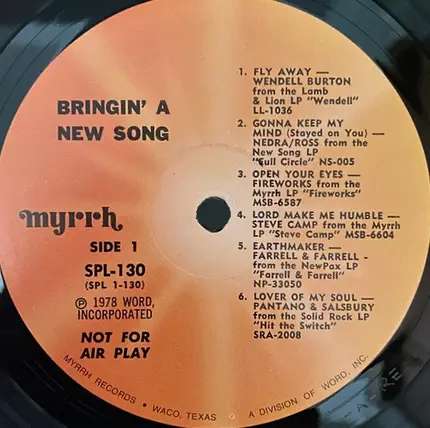 BRINGIN' A
NEW SONG
myrrh
SIDE 1
SPL-130
(SPL 1-130)
℗ 1978 WORD,
INCORPORATED
NOT FOR
AIR PLAY
1. FLY AWAY —
WENDELL BURTON
from the Lamb
& Lion LP "Wendell"
LL-1036
2. GONNA KEEP MY
MIND (Stayed on You) —
NEDRA/ROSS from the
New Song LP
"Full Circle" NS-005
3. OPEN YOUR EYES —
FIREWORKS from the
Myrrh LP "Fireworks"
MSB-6587
4. LORD MAKE ME HUMBLE —
STEVE CAMP from the Myrrh
LP "Steve Camp" MSB-6604
5. EARTHMAKER —
FARRELL & FARRELL -
from the NewPax LP
"Farrell & Farrell"
NP-33050
6. LOVER OF MY SOUL —
PANTANO & SALSBURY
from the Solid Rock LP
"Hit the Switch"
SRA-2008
MYRRH RECORDS • WACO, TEXAS ○ A DIVISION OF WORD, INC.